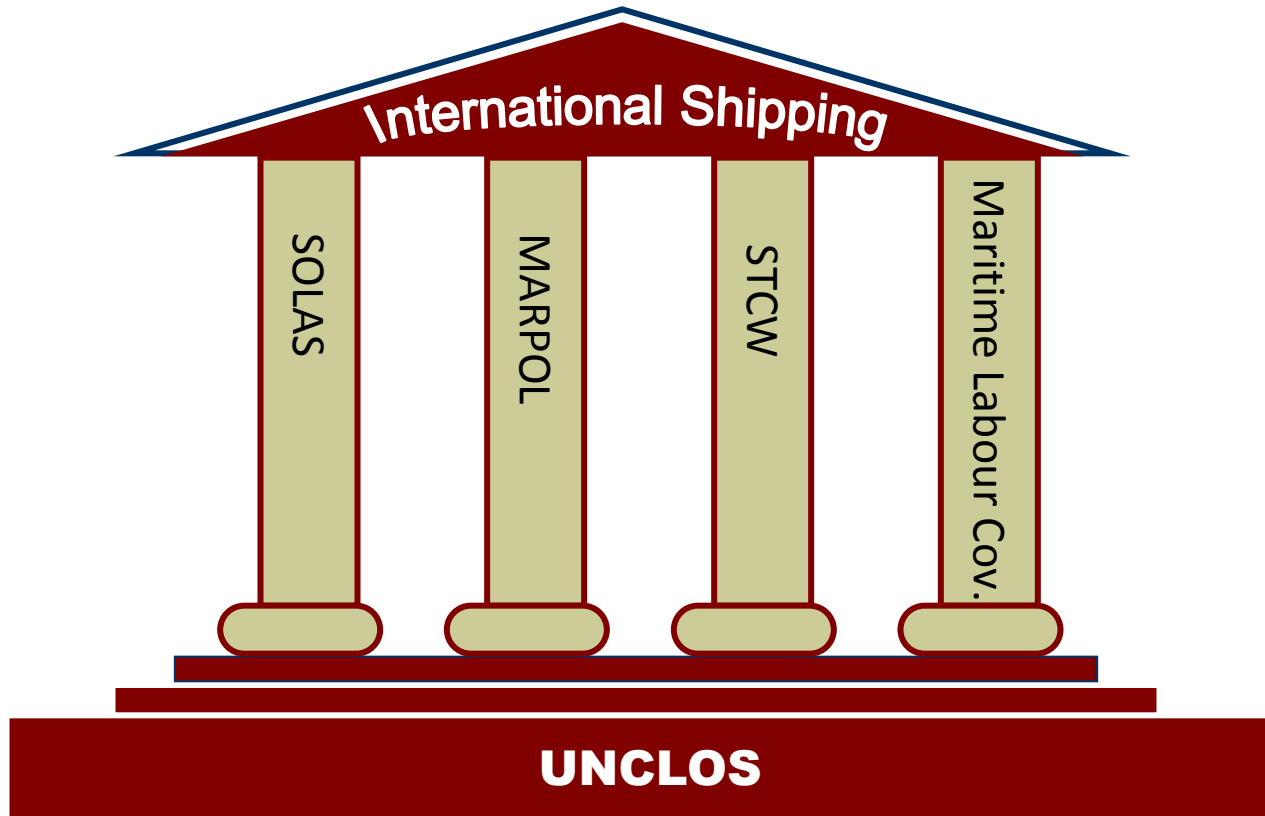 International Shipping
SOLAS
MARPOL
STCW
Maritime Labour Cov.
UNCLOS